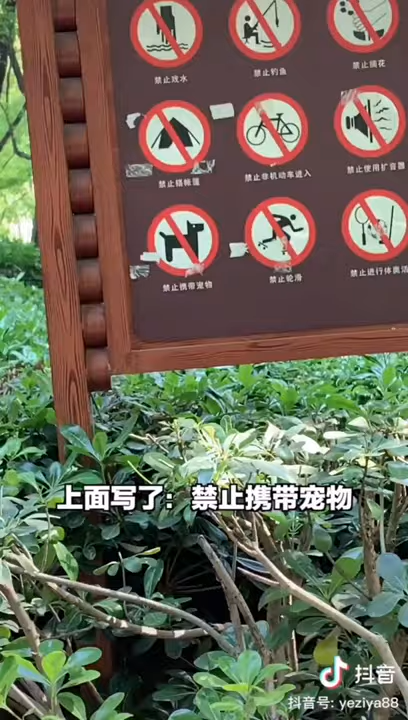 禁止戏水
禁止钓鱼
禁止摘花
禁止搭帐篷
禁止非机动车进入
禁止使用扩音器
禁止携带宠物
禁止轮滑
禁止进行体育活
上面写了：禁止携带宠物
抖音
抖音号: yeziya88